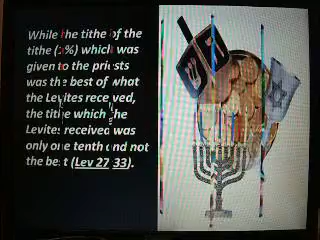 While the tithe of the
tithe (1%) which was
given to the priests
was the best of what
the Levites received,
the tithe which the
Levites received was
only one tenth and not
the best (Lev 27:33).